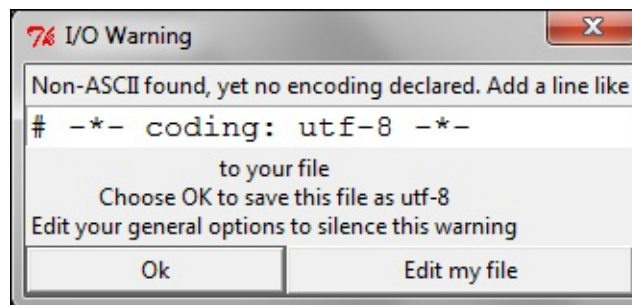 I/O Warning
Non-ASCII found, yet no encoding declared. Add a line like
# -*- coding: utf-8 -*-
to your file
Choose OK to save this file as utf-8
Edit your general options to silence this warning
Ok
Edit my file